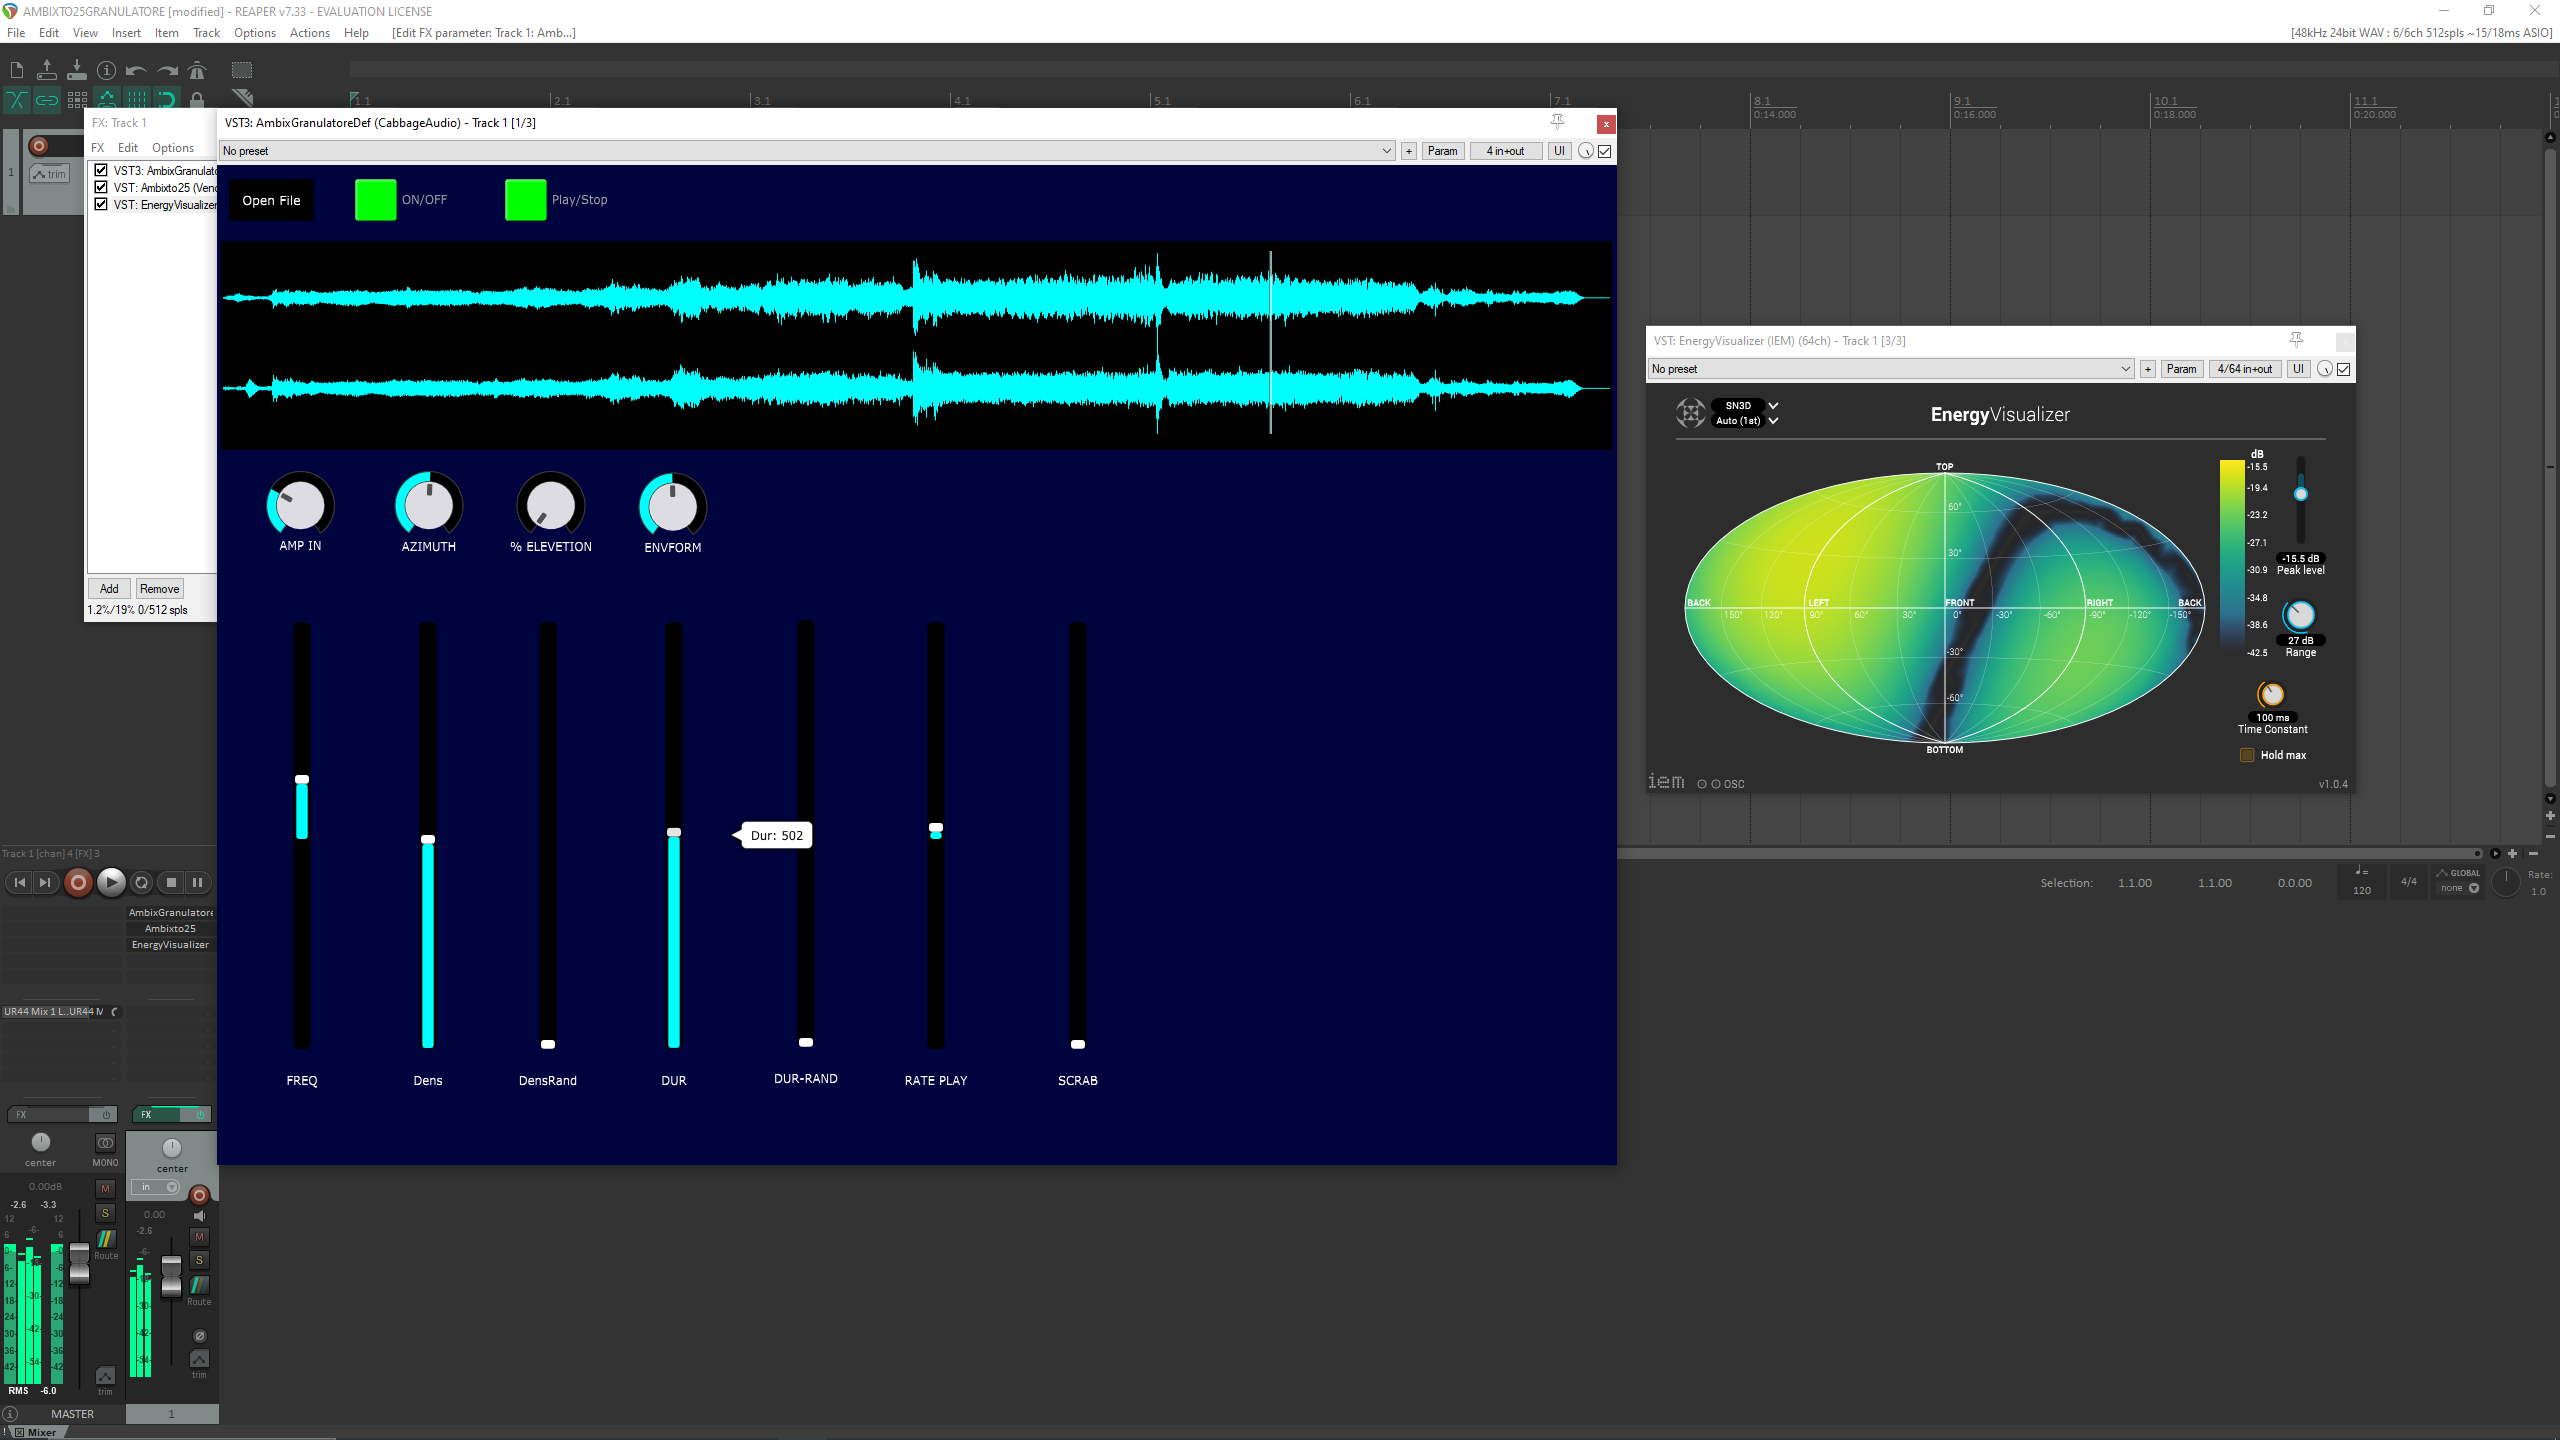 AMBIXTO25GRANULATORE [modified] - REAPER v7.33 - EVALUATION LICENSE
File Edit View Insert Item Track Options Actions Help [Edit FX parameter: Track 1: Amb...]
[48kHz 24bit WAV : 6/6ch 512spls ~15/18ms ASIO]
1.1 2.1 3.1 4.1 5.1 6.1 7.1 8.1 9.1 10.1 11.1
0:14.000 0:16.000 0:18.000 0:20.000
1
trim
FX: Track 1
FX Edit Options
VST3: AmbixGranulato
VST: Ambixto25 (Ven
VST: EnergyVisualizer
Add Remove
1.2%/19% 0/512 spls
VST3: AmbixGranulatoreDef (CabbageAudio) - Track 1 [1/3]
No preset + Param 4 in+out UI
Open File ON/OFF Play/Stop
AMP IN AZIMUTH % ELEVETION ENVFORM
Dur: 502
FREQ Dens DensRand DUR DUR-RAND RATE PLAY SCRAB
VST: EnergyVisualizer (IEM) (64ch) - Track 1 [3/3]
No preset + Param 4/64 in+out UI
SN3D
Auto (1st)
EnergyVisualizer
TOP
60°
30°
BACK LEFT FRONT RIGHT BACK
150° 120° 90° 60° 30° 0° -30° -60° -90° -120° -150°
-30°
-60°
BOTTOM
dB
-15.5
-19.4
-23.2
-27.1
-30.9
-34.8
-38.6
-42.5
-15.5 dB
Peak level
27 dB
Range
100 ms
Time Constant
Hold max
iem OSC v1.0.4
Track 1 [chan] 4 [FX] 3
Selection: 1.1.00 1.1.00 0.0.00
120
4/4
GLOBAL
none
Rate:
1.0
AmbixGranulatore
Ambixto25
EnergyVisualizer
UR44 Mix 1 L..UR44 M
FX FX
center MONO
center
in
0.00dB M
-2.6 -3.3
S
0.00
-2.6
M
S
Route
Route
trim
trim
RMS -6.0
MASTER 1
Mixer